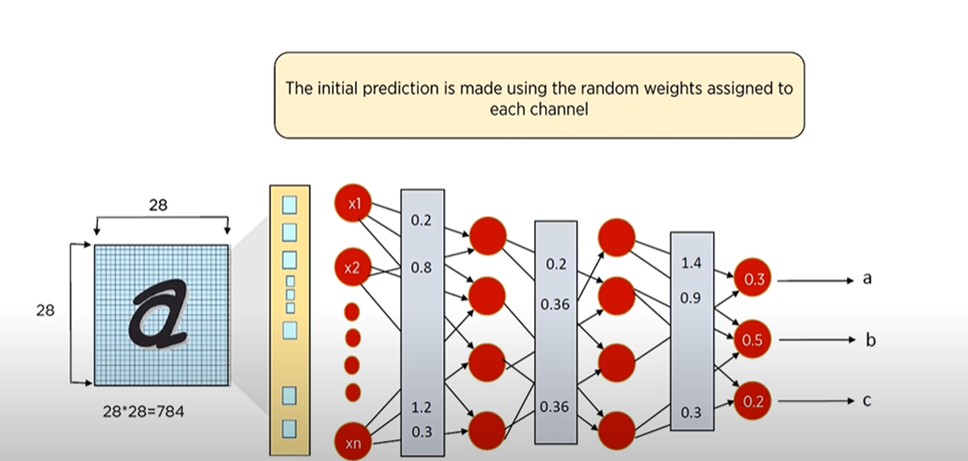 The initial prediction is made using the random weights assigned to
each channel
28
28
a
28*28=784
x1
x2
xn
0.2
0.8
1.2
0.3
0.2
0.36
0.36
1.4
0.9
0.3
0.3
0.5
0.2
a
b
c